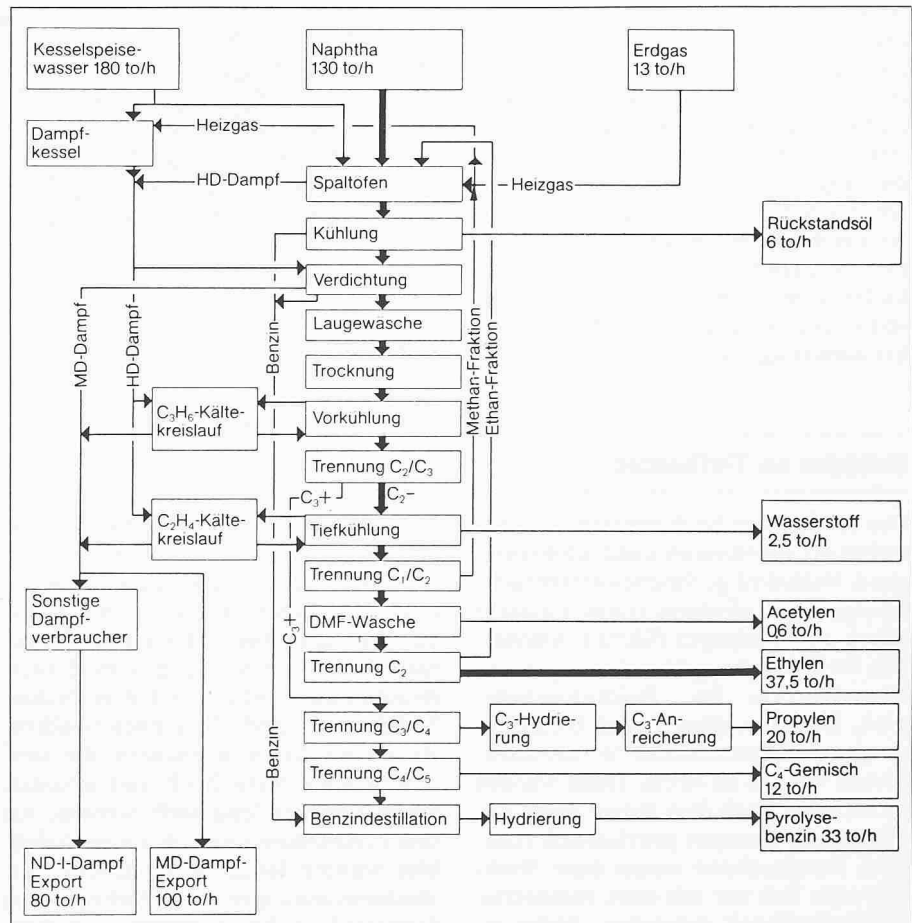 Kesselspeise-
wasser 180 to/h
Naphtha
130 to/h
Erdgas
13 to/h
Dampf-
kessel
Heizgas
HD-Dampf
Spaltöfen
Heizgas
Kühlung
Rückstandsöl
6 to/h
Verdichtung
Laugewäsche
Trocknung
MD-Dampf
HD-Dampf
Benzin
Methan-Fraktion
Ethan-Fraktion
C₃H₆-Kälte-
kreislauf
Vorkühlung
Trennung C₂/C₃
C₃+
C₂−
C₂H₄-Kälte-
kreislauf
Tiefkühlung
Wasserstoff
2,5 to/h
Trennung C₁/C₂
Sonstige
Dampf-
verbraucher
C₃+
DMF-Wäsche
Acetylen
0,6 to/h
Trennung C₂
Ethylen
37,5 to/h
Trennung C₃/C₄
C₃-Hydrie-
rung
C₃-An-
reicherung
Propylen
20 to/h
Benzin
Trennung C₄/C₅
C₄-Gemisch
12 to/h
Benzindestillation
Hydrierung
Pyrolyse-
benzin 33 to/h
ND-I-Dampf
Export
80 to/h
MD-Dampf-
Export
100 to/h